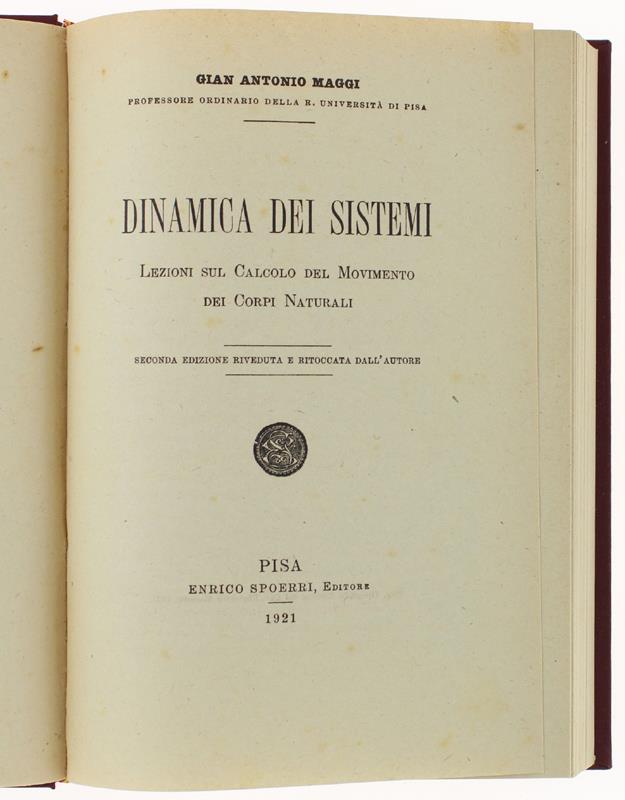 GIAN ANTONIO MAGGI
PROFESSORE ORDINARIO DELLA R. UNIVERSITÀ DI PISA
DINAMICA DEI SISTEMI
LEZIONI SUL CALCOLO DEL MOVIMENTO
DEI CORPI NATURALI
SECONDA EDIZIONE RIVEDUTA E RITOCCATA DALL'AUTORE
PISA
ENRICO SPOERRI, EDITORE
1921